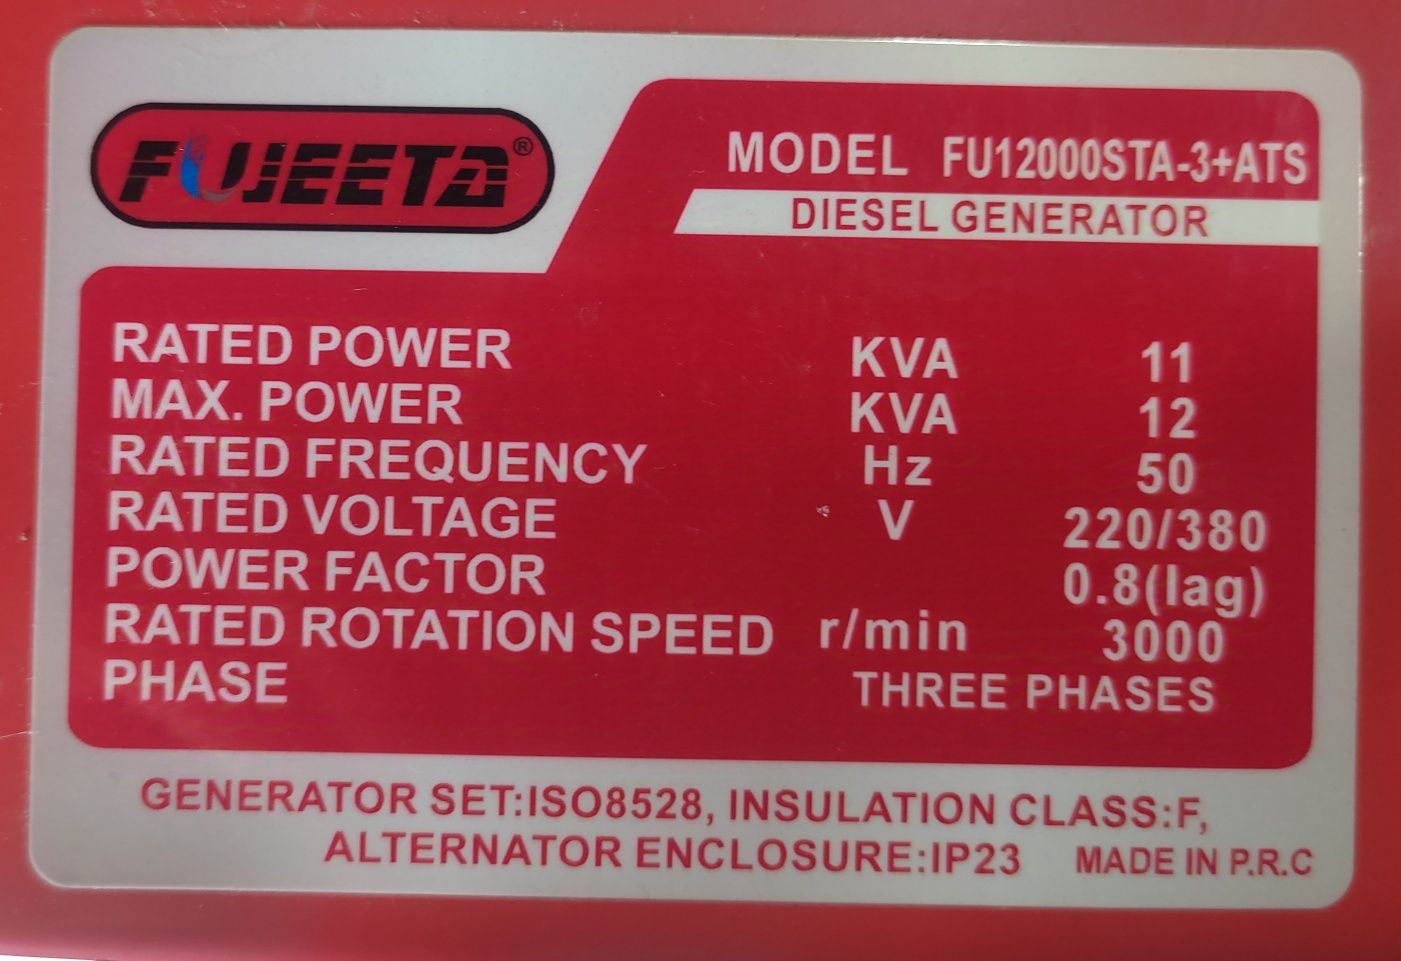 FUJEETA®
MODEL FU12000STA-3+ATS
DIESEL GENERATOR
RATED POWER KVA 11
MAX. POWER KVA 12
RATED FREQUENCY Hz 50
RATED VOLTAGE V 220/380
POWER FACTOR 0.8(lag)
RATED ROTATION SPEED r/min 3000
PHASE THREE PHASES
GENERATOR SET:ISO8528, INSULATION CLASS:F,
ALTERNATOR ENCLOSURE:IP23 MADE IN P.R.C